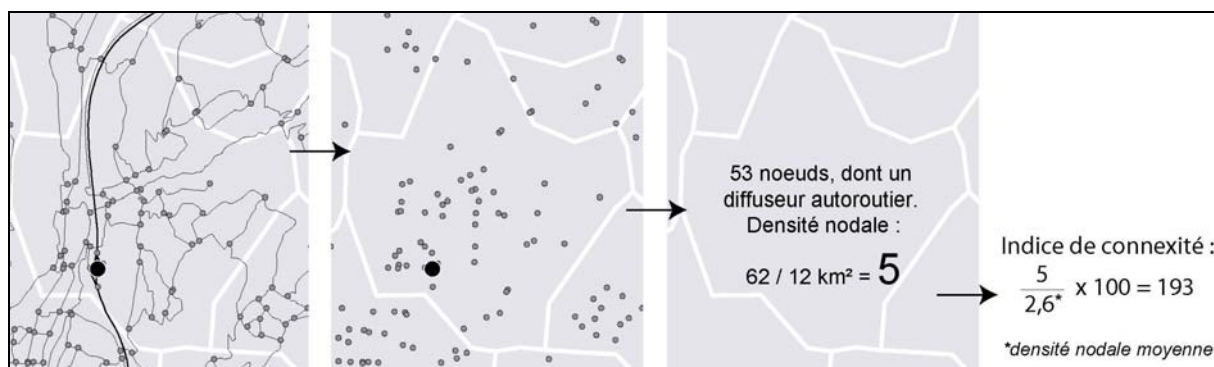 53 noeuds, dont un
diffuseur autoroutier.
Densité nodale :
62 / 12 km² = 5
Indice de connexité :
5
2,6* x 100 = 193
*densité nodale moyenne